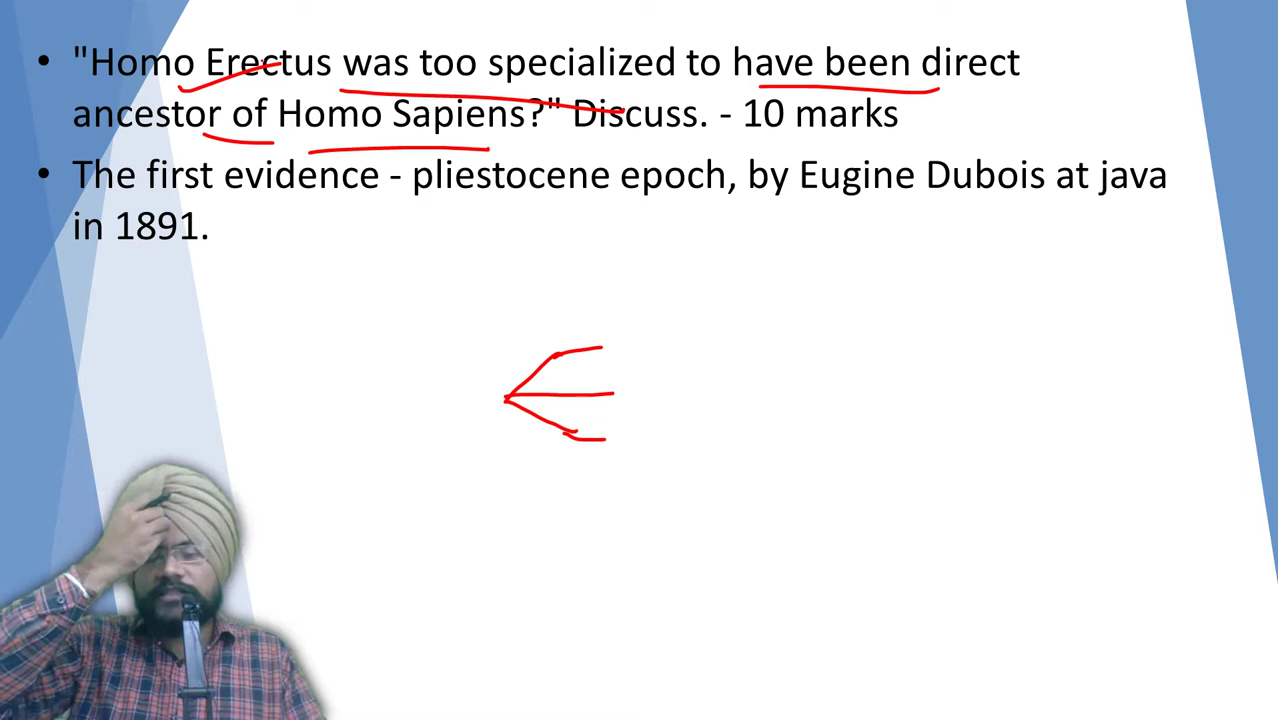 • "Homo Erectus was too specialized to have been direct
ancestor of Homo Sapiens?" Discuss. - 10 marks
• The first evidence - pliestocene epoch, by Eugine Dubois at java
in 1891.